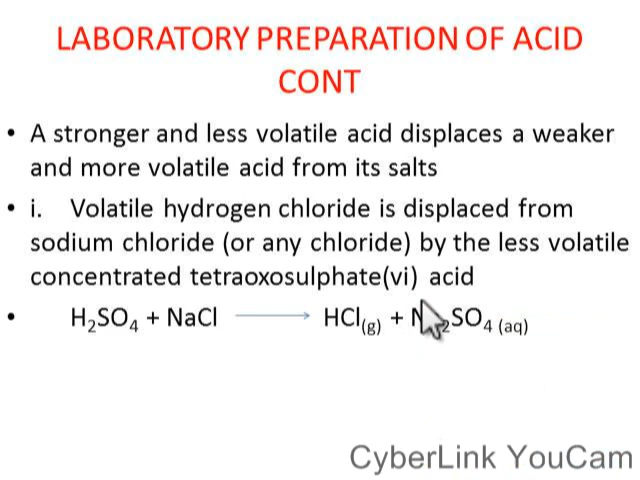 LABORATORY PREPARATION OF ACID
CONT
• A stronger and less volatile acid displaces a weaker
and more volatile acid from its salts
• i. Volatile hydrogen chloride is displaced from
sodium chloride (or any chloride) by the less volatile
concentrated tetraoxosulphate(vi) acid
• H₂SO₄ + NaCl ⟶ HCl₍g₎ + N ₂SO₄ (aq)
CyberLink YouCam